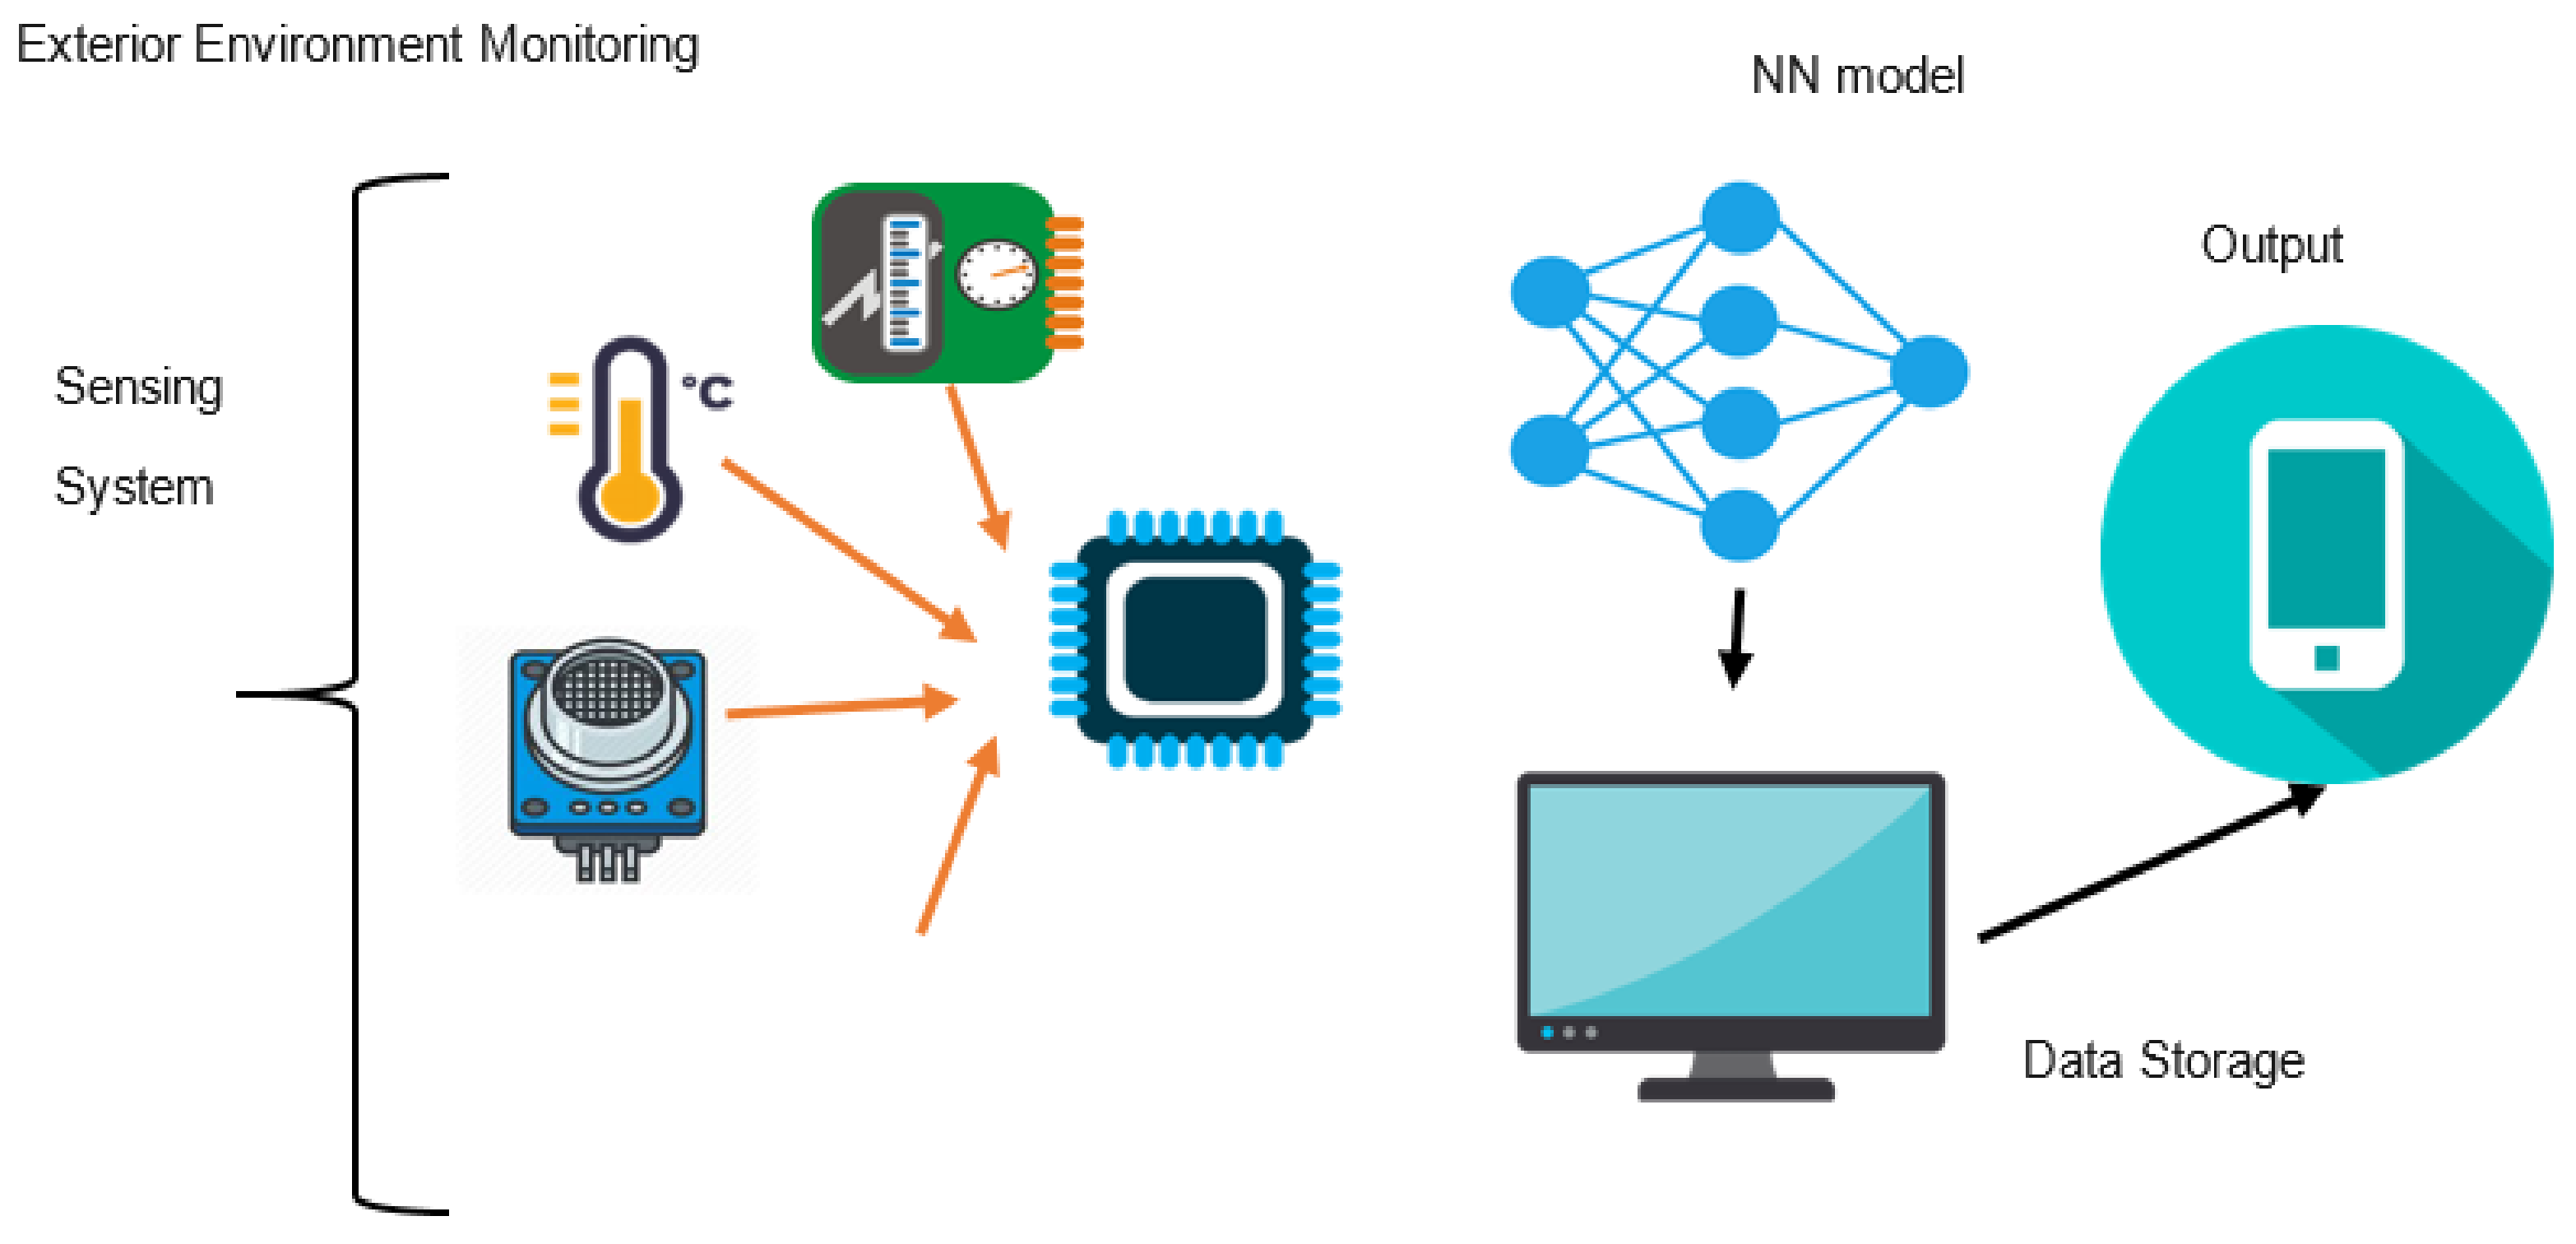 Exterior Environment Monitoring
NN model
Output
Sensing
System
°C
Data Storage